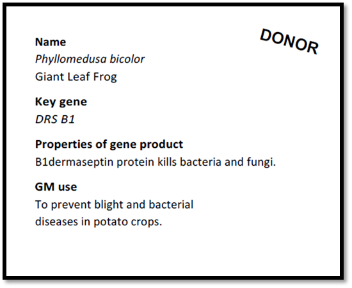 DONOR
Name
Phyllomedusa bicolor
Giant Leaf Frog
Key gene
DRS B1
Properties of gene product
B1dermaseptin protein kills bacteria and fungi.
GM use
To prevent blight and bacterial
diseases in potato crops.